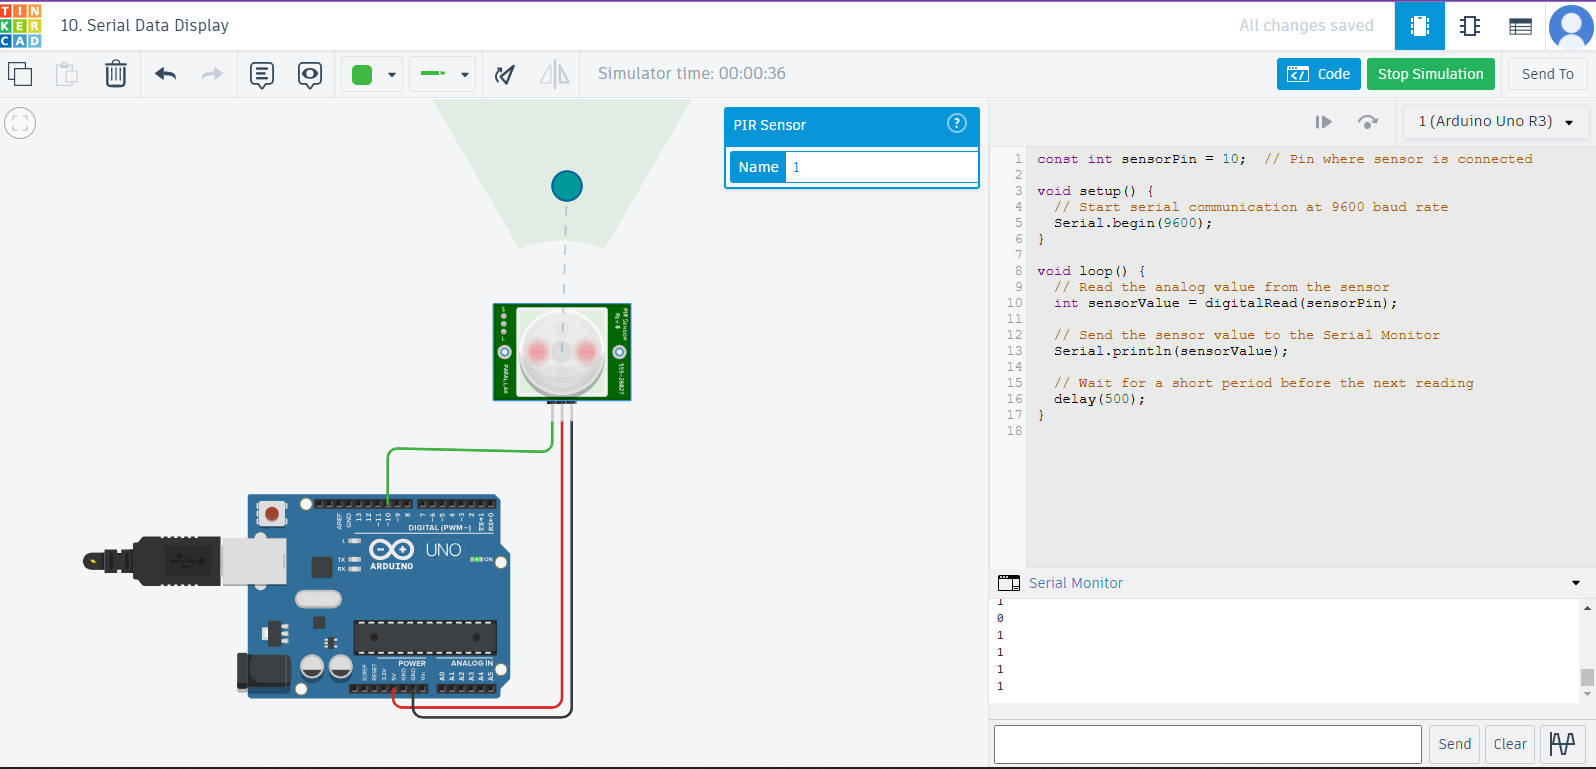 TINKERCAD
10. Serial Data Display
All changes saved
Simulator time: 00:00:36
Code
Stop Simulation
Send To
PIR Sensor
?
Name
1
1 (Arduino Uno R3)
1 const int sensorPin = 10;  // Pin where sensor is connected
2
3 void setup() {
4   // Start serial communication at 9600 baud rate
5   Serial.begin(9600);
6 }
7
8 void loop() {
9   // Read the analog value from the sensor
10   int sensorValue = digitalRead(sensorPin);
11
12   // Send the sensor value to the Serial Monitor
13   Serial.println(sensorValue);
14
15   // Wait for a short period before the next reading
16   delay(500);
17 }
18
PIR Sensor
Rev B
555-28027
PARALLAX
AREF
GND
13
12
~11
~10
~9
8
7
~6
~5
4
~3
2
TX→1
RX←0
DIGITAL (PWM~)
L
TX
RX
ARDUINO
UNO
ON
POWER
ANALOG IN
IOREF
RESET
3.3V
5V
GND
GND
Vin
A0
A1
A2
A3
A4
A5
Serial Monitor
1
0
1
1
1
1
Send
Clear